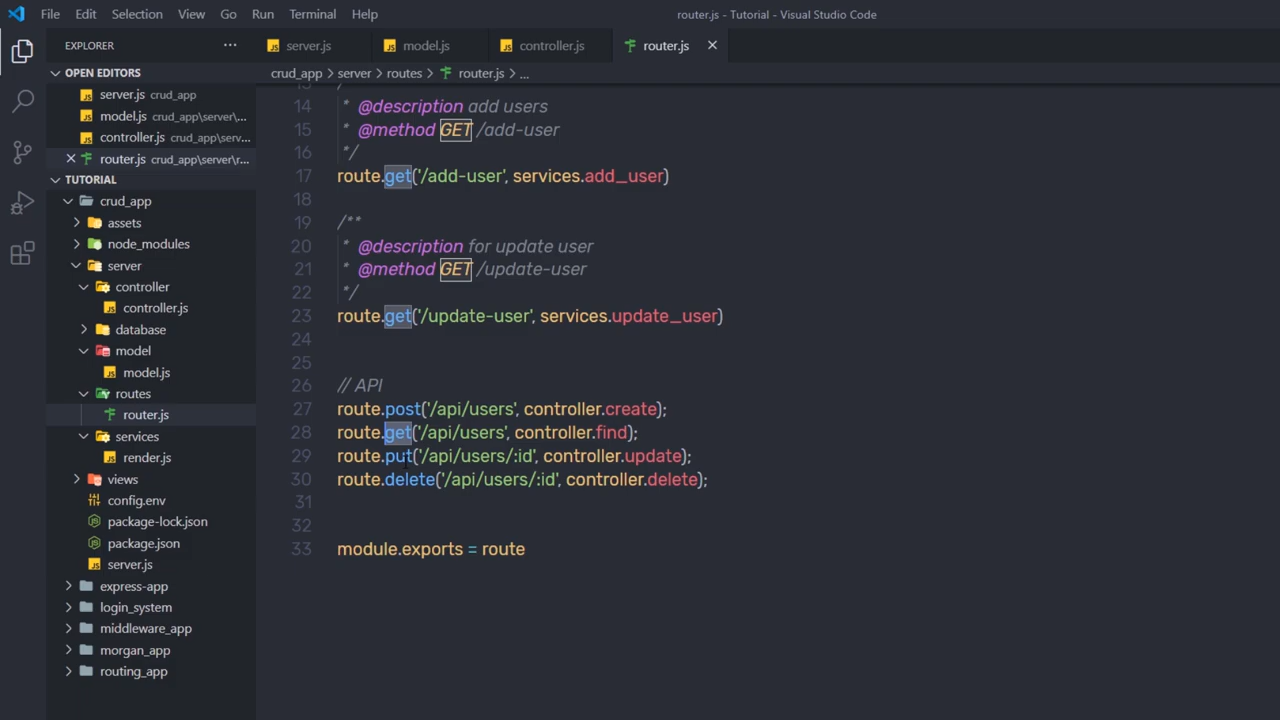 File Edit Selection View Go Run Terminal Help router.js - Tutorial - Visual Studio Code
EXPLORER ··· server.js model.js controller.js router.js
OPEN EDITORS
server.js crud_app
model.js crud_app\server\...
controller.js crud_app\serv...
router.js crud_app\server\r...
TUTORIAL
crud_app
assets
node_modules
server
controller
controller.js
database
model
model.js
routes
router.js
services
render.js
views
config.env
package-lock.json
package.json
server.js
express-app
login_system
middleware_app
morgan_app
routing_app
crud_app > server > routes > router.js > ...
14 * @description add users
15 * @method GET /add-user
16 */
17 route.get('/add-user', services.add_user)
18
19 /**
20 * @description for update user
21 * @method GET /update-user
22 */
23 route.get('/update-user', services.update_user)
24
25
26 // API
27 route.post('/api/users', controller.create);
28 route.get('/api/users', controller.find);
29 route.put('/api/users/:id', controller.update);
30 route.delete('/api/users/:id', controller.delete);
31
32
33 module.exports = route